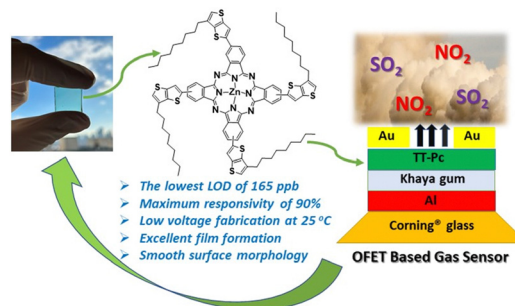 S
S
S
S
N
N
N
N
N
Zn
N
N
N
S
S
S
S
NO₂
SO₂
NO₂
SO₂
Au
Au
TT-Pc
Khaya gum
Al
Corning® glass
OFET Based Gas Sensor
➢ The lowest LOD of 165 ppb
➢ Maximum responsivity of 90%
➢ Low voltage fabrication at 25 °C
➢ Excellent film formation
➢ Smooth surface morphology